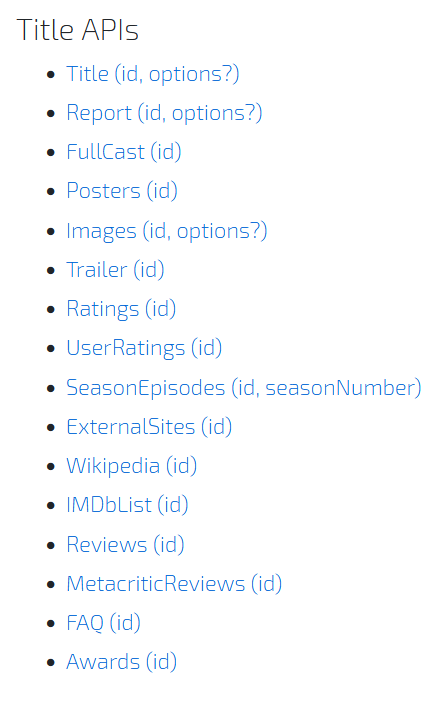 Title APIs
Title (id, options?)
Report (id, options?)
FullCast (id)
Posters (id)
Images (id, options?)
Trailer (id)
Ratings (id)
UserRatings (id)
SeasonEpisodes (id, seasonNumber)
ExternalSites (id)
Wikipedia (id)
IMDbList (id)
Reviews (id)
MetacriticReviews (id)
FAQ (id)
Awards (id)